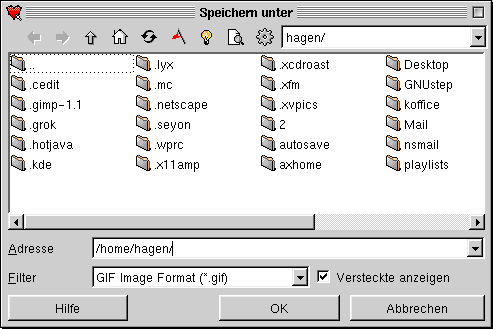 Speichern unter
hagen/
.. .lyx .xcdroast Desktop
.cedit .mc .xfm GNUstep
.gimp-1.1 .netscape .xvpics koffice
.grok .seyon 2 Mail
.hotjava .wprc autosave nsmail
.kde .x11amp axhome playlists
Adresse /home/hagen/
Filter GIF Image Format (*.gif) Versteckte anzeigen
Hilfe OK Abbrechen